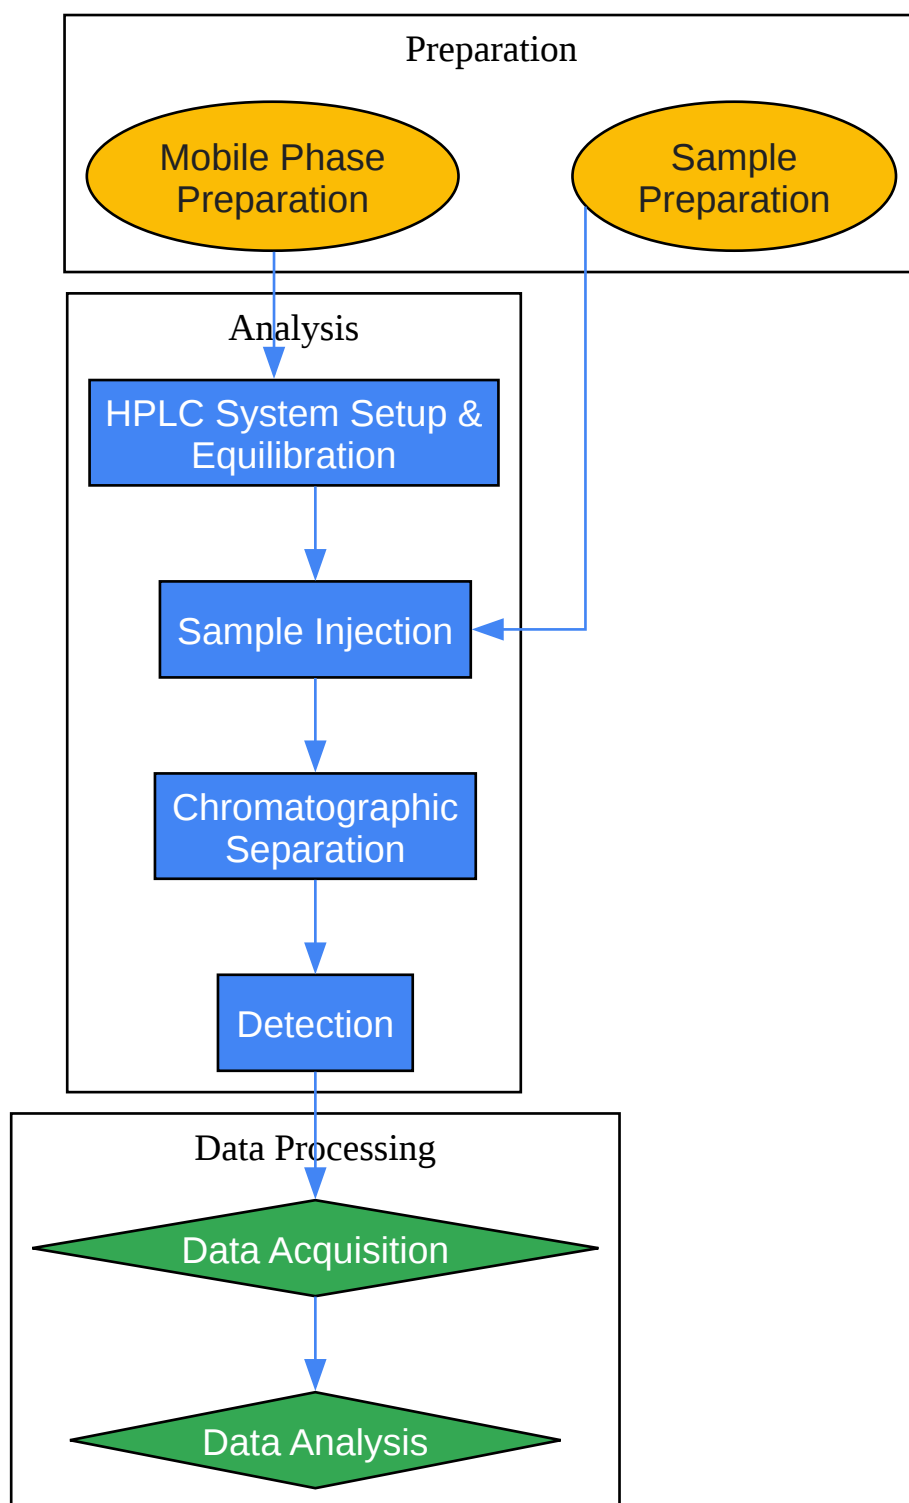 Preparation
Mobile Phase
Preparation
Sample
Preparation
Analysis
HPLC System Setup &
Equilibration
Sample Injection
Chromatographic
Separation
Detection
Data Processing
Data Acquisition
Data Analysis